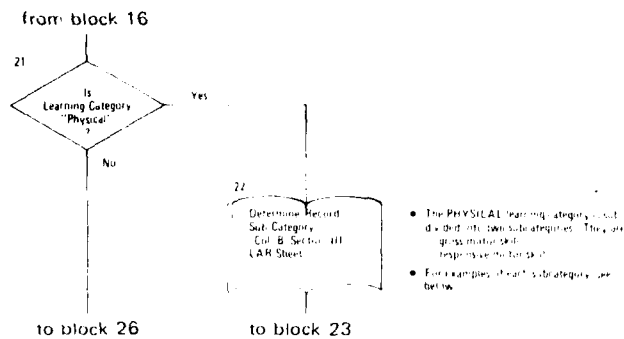 from block 16
21
Is
Learning Category
"Physical"
?
Yes
No
22
Determine Record
Sub Category
Col. B. Section
LAR Sheet
The PHYSICAL learning category is sub
divided into two subcategories. They are
gross motor skill
responsive motor skill
For examples of each subcategory see
below
to block 26
to block 23